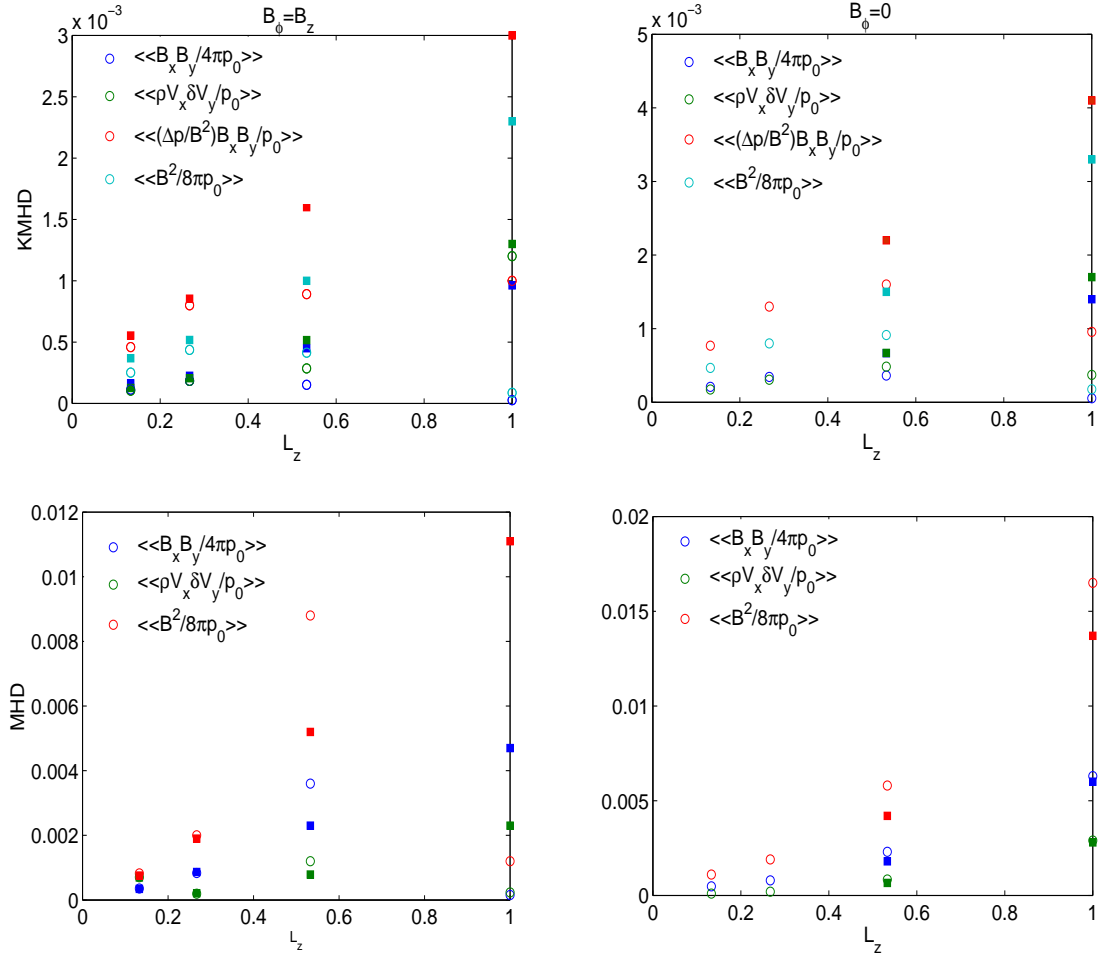 x 10⁻³
B_ϕ=B_z
3
2.5
2
1.5
1
0.5
0
KMHD
<<B_xB_y/4πp_0>>
<<ρV_xδV_y/p_0>>
<<(Δp/B²)B_xB_y/p_0>>
<<B²/8πp_0>>
0 0.2 0.4 0.6 0.8 1
L_z
x 10⁻³
B_ϕ=0
5
4
3
2
1
0
<<B_xB_y/4πp_0>>
<<ρV_xδV_y/p_0>>
<<(Δp/B²)B_xB_y/p_0>>
<<B²/8πp_0>>
0 0.2 0.4 0.6 0.8 1
L_z
0.012
0.01
0.008
0.006
0.004
0.002
0
MHD
<<B_xB_y/4πp_0>>
<<ρV_xδV_y/p_0>>
<<B²/8πp_0>>
0 0.2 0.4 0.6 0.8 1
L_z
0.02
0.015
0.01
0.005
0
<<B_xB_y/4πp_0>>
<<ρV_xδV_y/p_0>>
<<B²/8πp_0>>
0 0.2 0.4 0.6 0.8 1
L_z